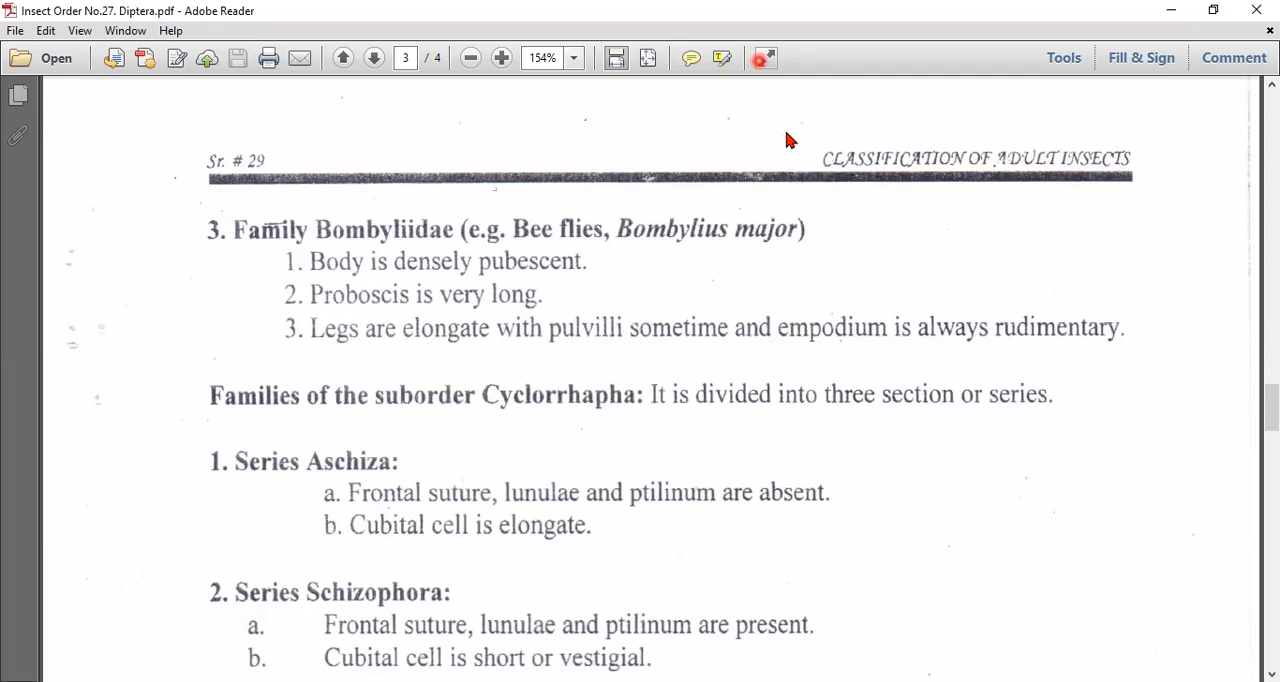 Insect Order No.27. Diptera.pdf - Adobe Reader
File Edit View Window Help
Open 3 / 4 154% Tools Fill & Sign Comment
Sr. # 29 CLASSIFICATION OF ADULT INSECTS
3. Family Bombyliidae (e.g. Bee flies, Bombylius major)
1. Body is densely pubescent.
2. Proboscis is very long.
3. Legs are elongate with pulvilli sometime and empodium is always rudimentary.
Families of the suborder Cyclorrhapha: It is divided into three section or series.
1. Series Aschiza:
a. Frontal suture, lunulae and ptilinum are absent.
b. Cubital cell is elongate.
2. Series Schizophora:
a. Frontal suture, lunulae and ptilinum are present.
b. Cubital cell is short or vestigial.